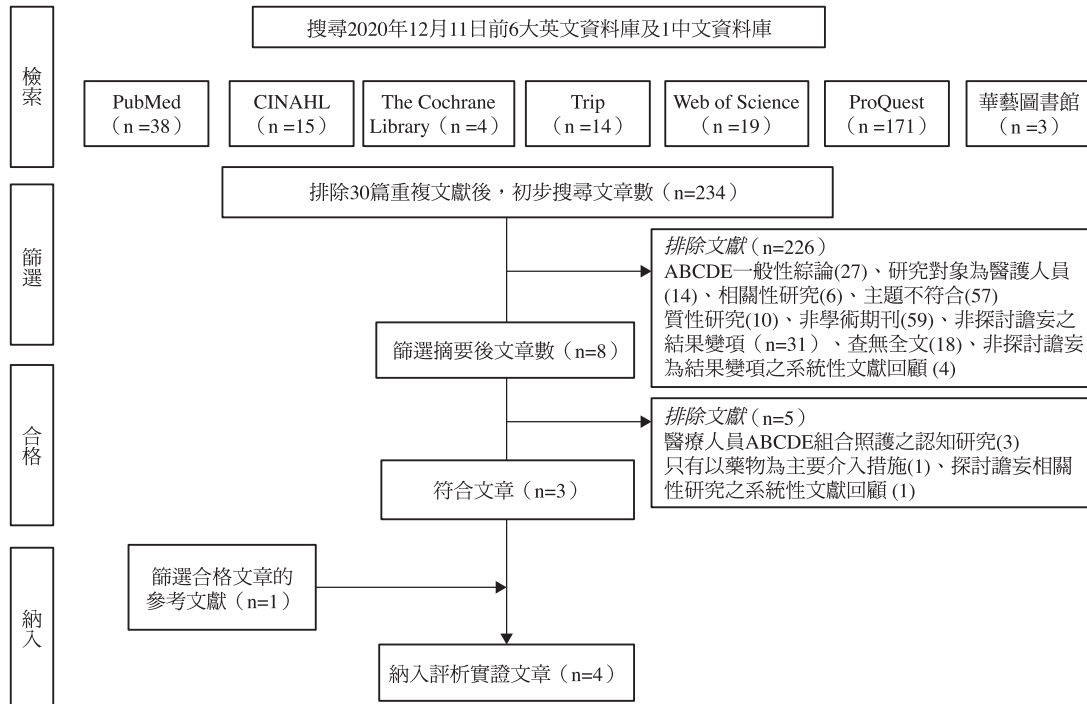 檢索
搜尋2020年12月11日前6大英文資料庫及1中文資料庫
PubMed
（n =38）
CINAHL
（n =15）
The Cochrane
Library（n =4）
Trip
（n =14）
Web of Science
（n =19）
ProQuest
（n =171）
華藝圖書館
（n =3）
篩選
排除30篇重複文獻後，初步搜尋文章數（n=234）
排除文獻（n=226）
ABCDE一般性綜論(27)、研究對象為醫護人員
(14)、相關性研究(6)、主題不符合(57)
質性研究(10)、非學術期刊(59)、非探討譫妄之
結果變項（n=31）、查無全文(18)、非探討譫妄
為結果變項之系統性文獻回顧 (4)
篩選摘要後文章數（n=8）
合格
排除文獻（n=5）
醫療人員ABCDE組合照護之認知研究(3)
只有以藥物為主要介入措施(1)、探討譫妄相關
性研究之系統性文獻回顧 (1)
符合文章（n=3）
納入
篩選合格文章的
參考文獻（n=1）
納入評析實證文章（n=4）